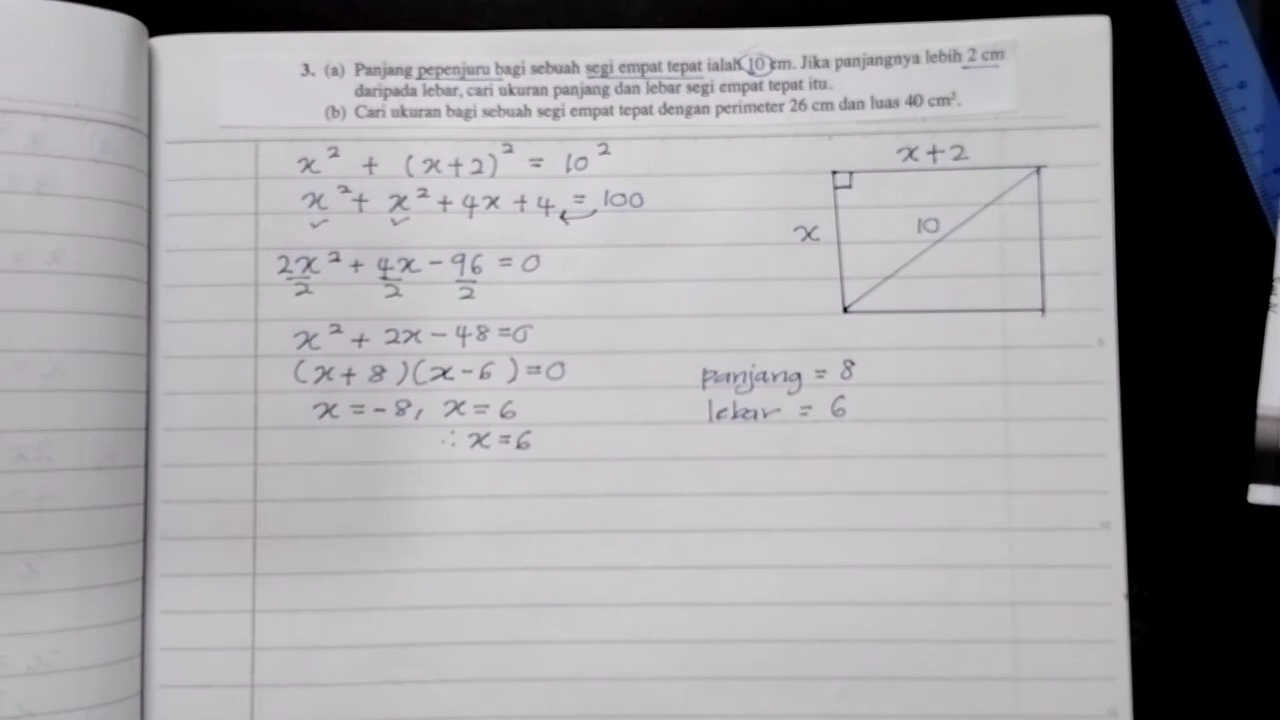 3. (a) Panjang pepenjuru bagi sebuah segi empat tepat ialah 10 cm. Jika panjangnya lebih 2 cm
daripada lebar, cari ukuran panjang dan lebar segi empat tepat itu.
(b) Cari ukuran bagi sebuah segi empat tepat dengan perimeter 26 cm dan luas 40 cm².
x² + (x+2)² = 10²
x² + x² + 4x + 4 = 100
2x²/2 + 4x/2 - 96/2 = 0
x² + 2x - 48 = 0
(x + 8)(x - 6) = 0
x = -8, x = 6
∴ x = 6
x + 2
x
10
panjang = 8
lebar = 6